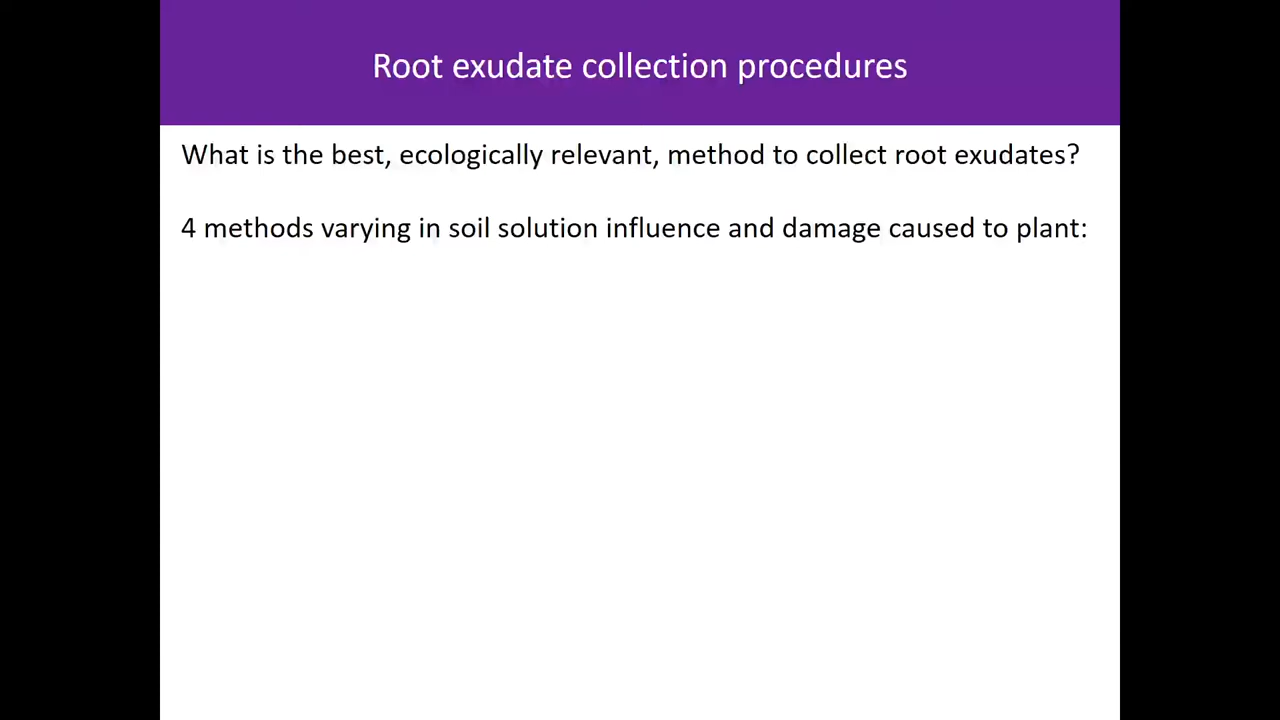 Root exudate collection procedures
What is the best, ecologically relevant, method to collect root exudates?
4 methods varying in soil solution influence and damage caused to plant: